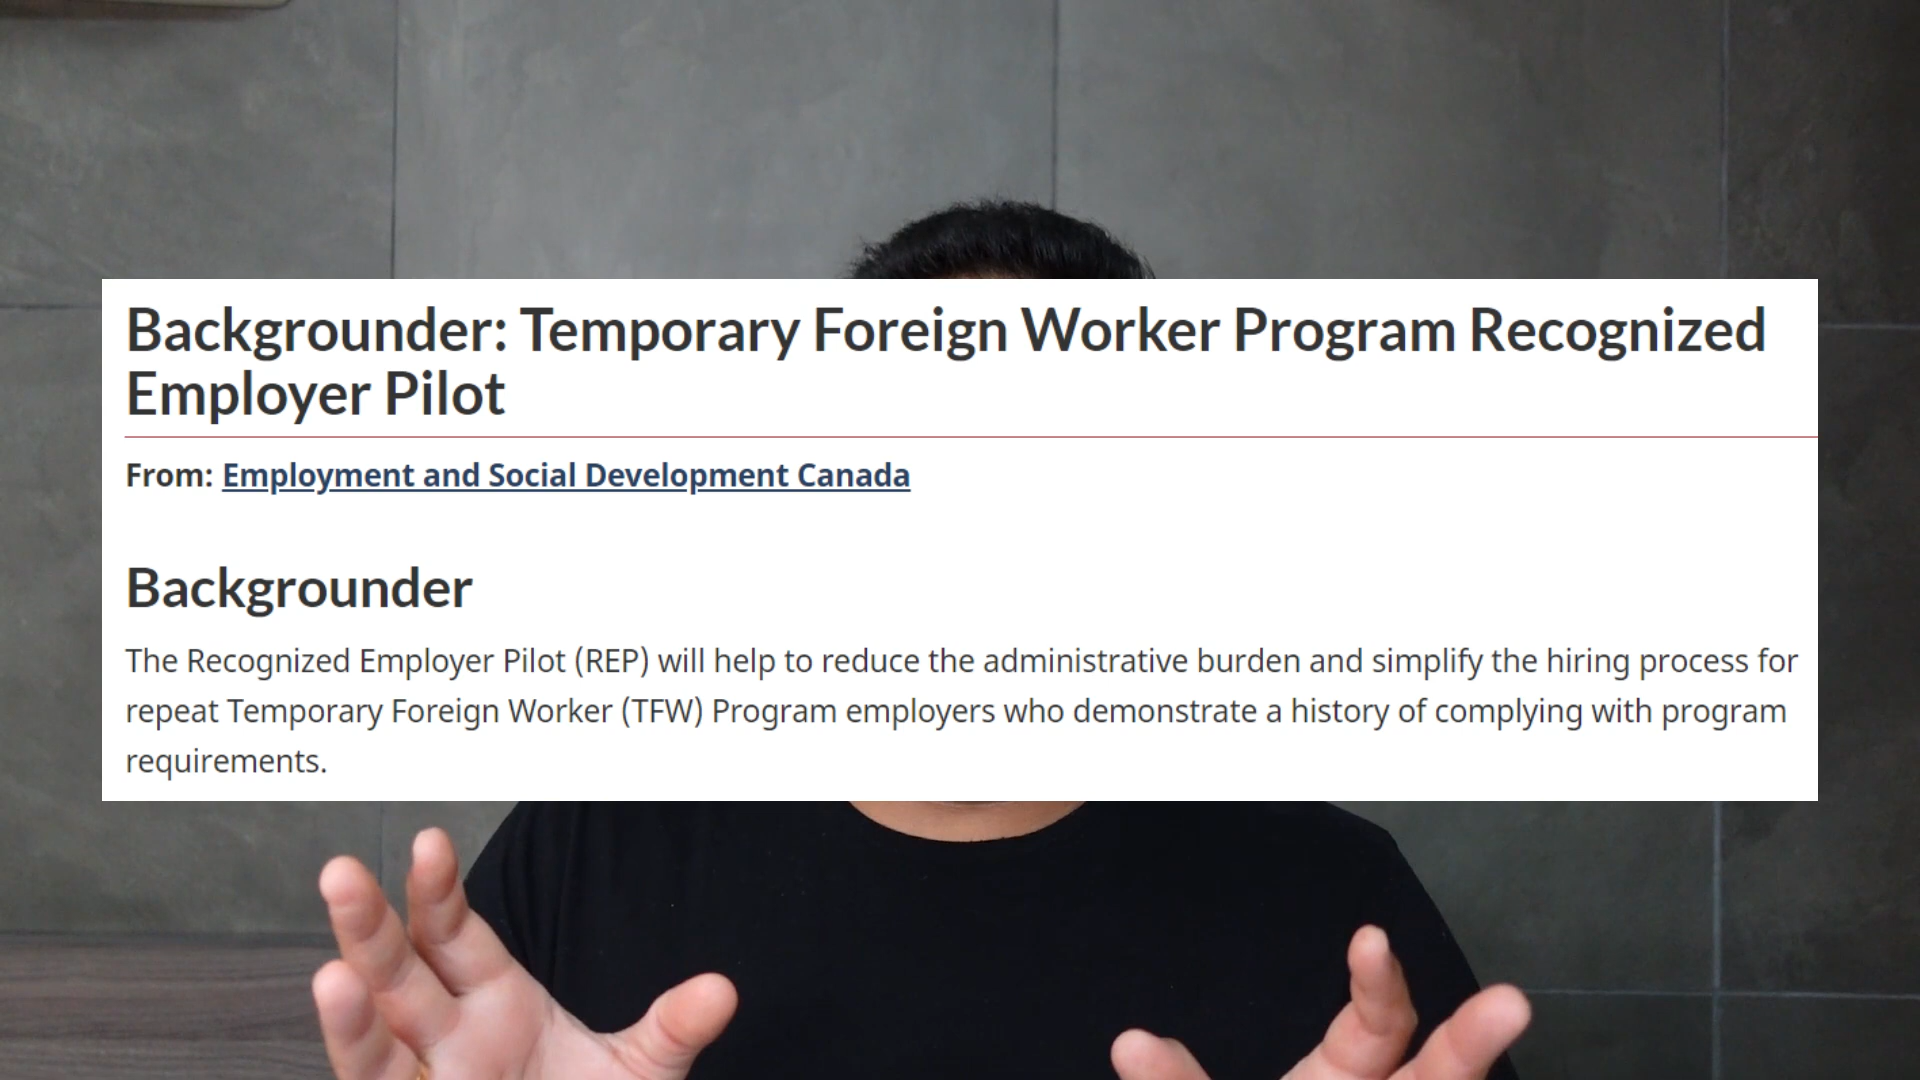 Backgrounder: Temporary Foreign Worker Program Recognized
Employer Pilot
From: Employment and Social Development Canada
Backgrounder
The Recognized Employer Pilot (REP) will help to reduce the administrative burden and simplify the hiring process for
repeat Temporary Foreign Worker (TFW) Program employers who demonstrate a history of complying with program
requirements.